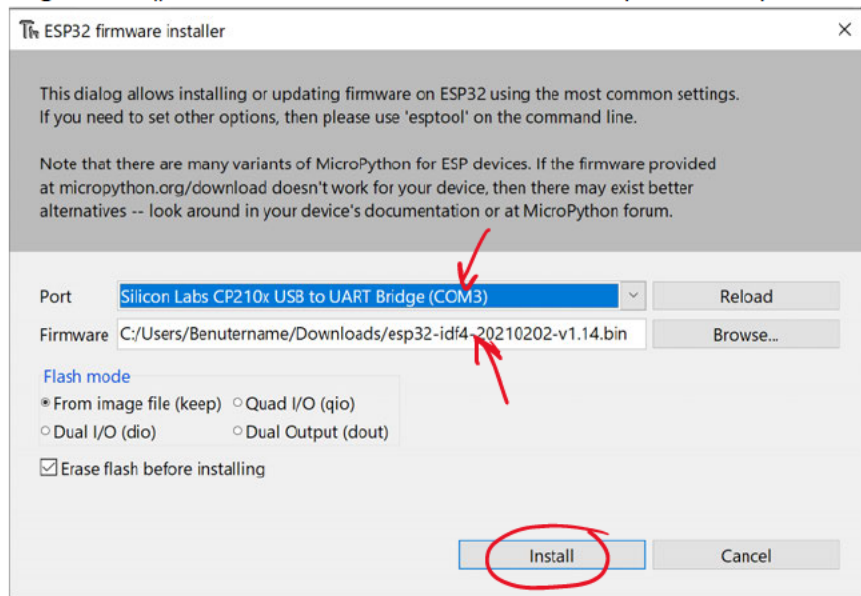 ESP32 firmware installer
This dialog allows installing or updating firmware on ESP32 using the most common settings.
If you need to set other options, then please use 'esptool' on the command line.
Note that there are many variants of MicroPython for ESP devices. If the firmware provided
at micropython.org/download doesn't work for your device, then there may exist better
alternatives -- look around in your device's documentation or at MicroPython forum.
Port Silicon Labs CP210x USB to UART Bridge (COM3) Reload
Firmware C:/Users/Benutername/Downloads/esp32-idf4-20210202-v1.14.bin Browse...
Flash mode
From image file (keep) Quad I/O (qio)
Dual I/O (dio) Dual Output (dout)
Erase flash before installing
Install Cancel